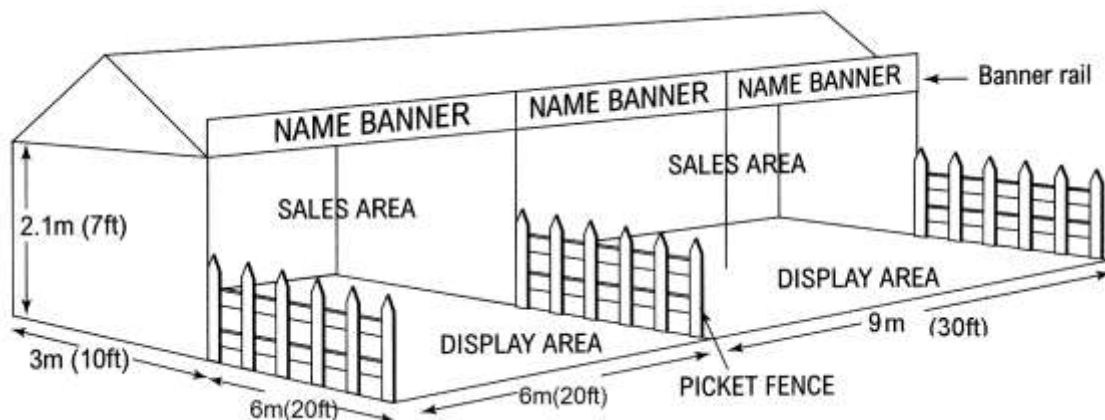 NAME BANNER
NAME BANNER
NAME BANNER
Banner rail
SALES AREA
SALES AREA
2.1m (7ft)
DISPLAY AREA
DISPLAY AREA
9m (30ft)
3m (10ft)
6m(20ft)
6m(20ft)
PICKET FENCE